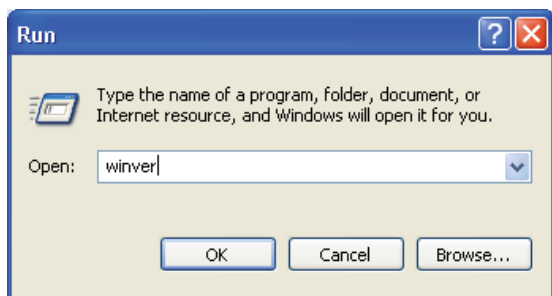 Run
Type the name of a program, folder, document, or
Internet resource, and Windows will open it for you.
Open: winver
OK Cancel Browse...